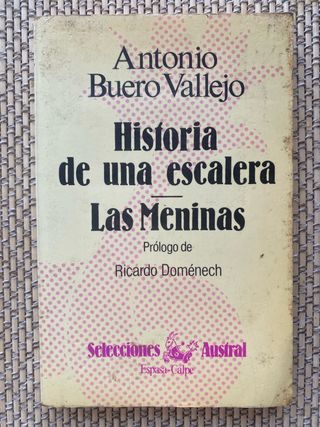 Antonio
Buero Vallejo
Historia
de una escalera
Las Meninas
Prólogo de
Ricardo Doménech
Selecciones Austral
Espasa-Calpe